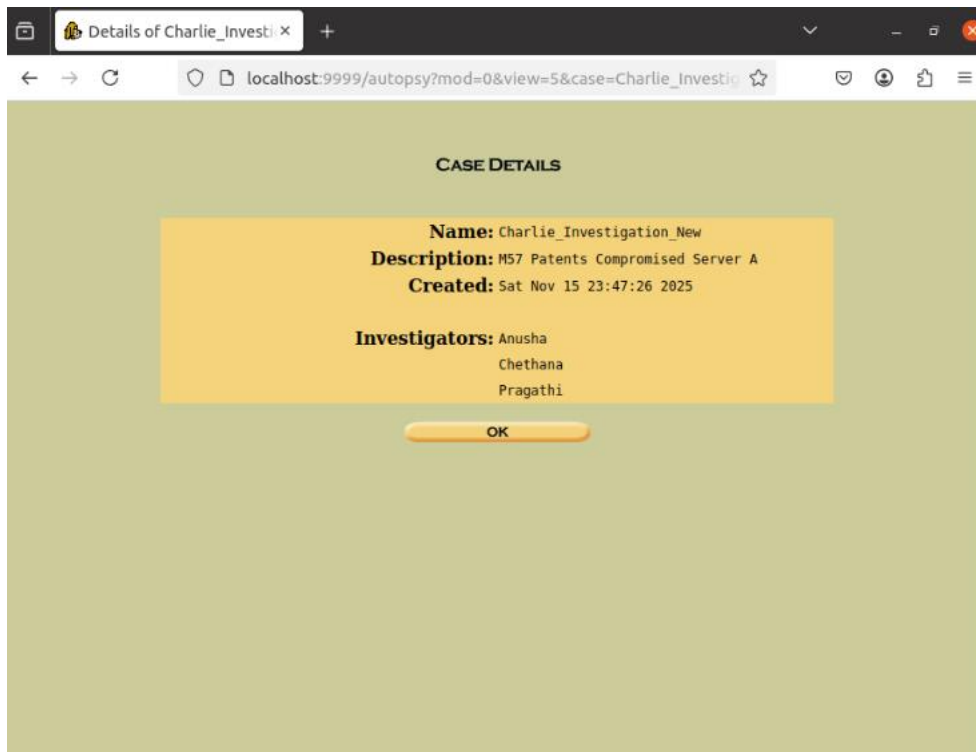 Details of Charlie_Investi
localhost:9999/autopsy?mod=0&view=5&case=Charlie_Investig
CASE DETAILS
Name: Charlie_Investigation_New
Description: M57 Patents Compromised Server A
Created: Sat Nov 15 23:47:26 2025
Investigators: Anusha
Chethana
Pragathi
OK